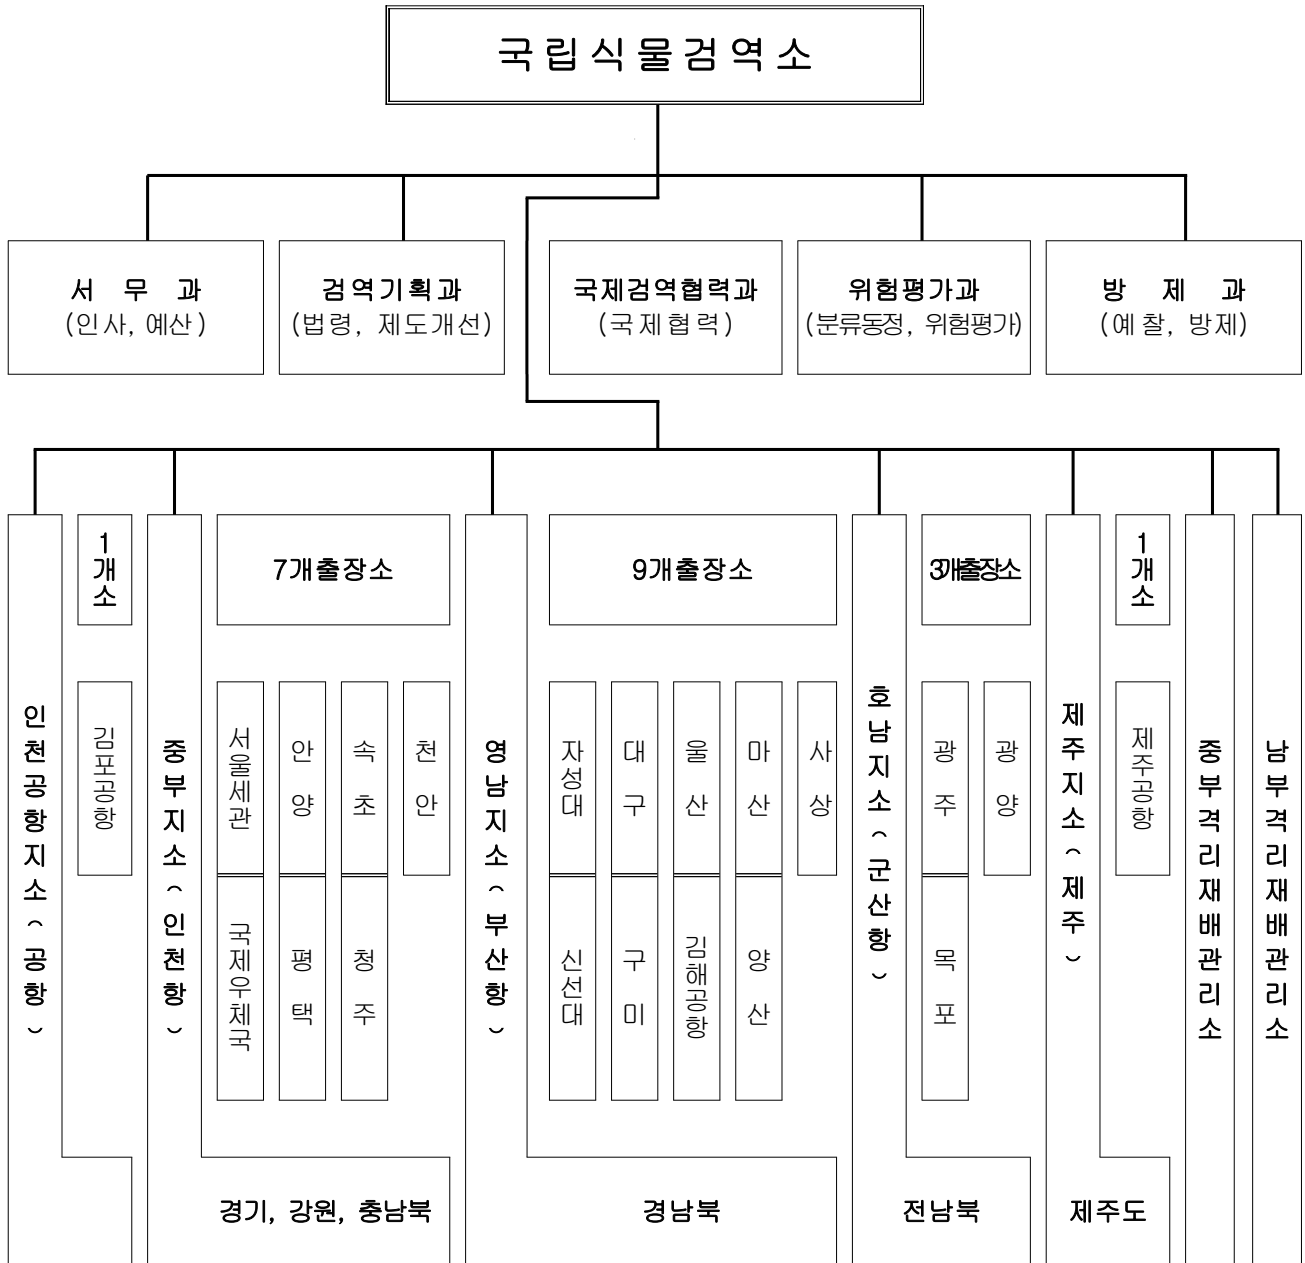 국립식물검역소
서 무 과
(인사, 예산)
검역기획과
(법령, 제도개선)
국제검역협력과
(국제협력)
위험평가과
(분류동정, 위험평가)
방 제 과
(예찰, 방제)
인천공항지소(공항)
1개소
김포공항
중부지소(인천항)
7개출장소
서울세관
안양
속초
천안
국제우체국
평택
청주
경기, 강원, 충남북
영남지소(부산항)
9개출장소
자성대
대구
울산
마산
사상
신선대
구미
김해공항
양산
경남북
호남지소(군산항)
3개출장소
광주
광양
목포
전남북
제주지소(제주)
1개소
제주공항
제주도
중부격리재배관리소
남부격리재배관리소